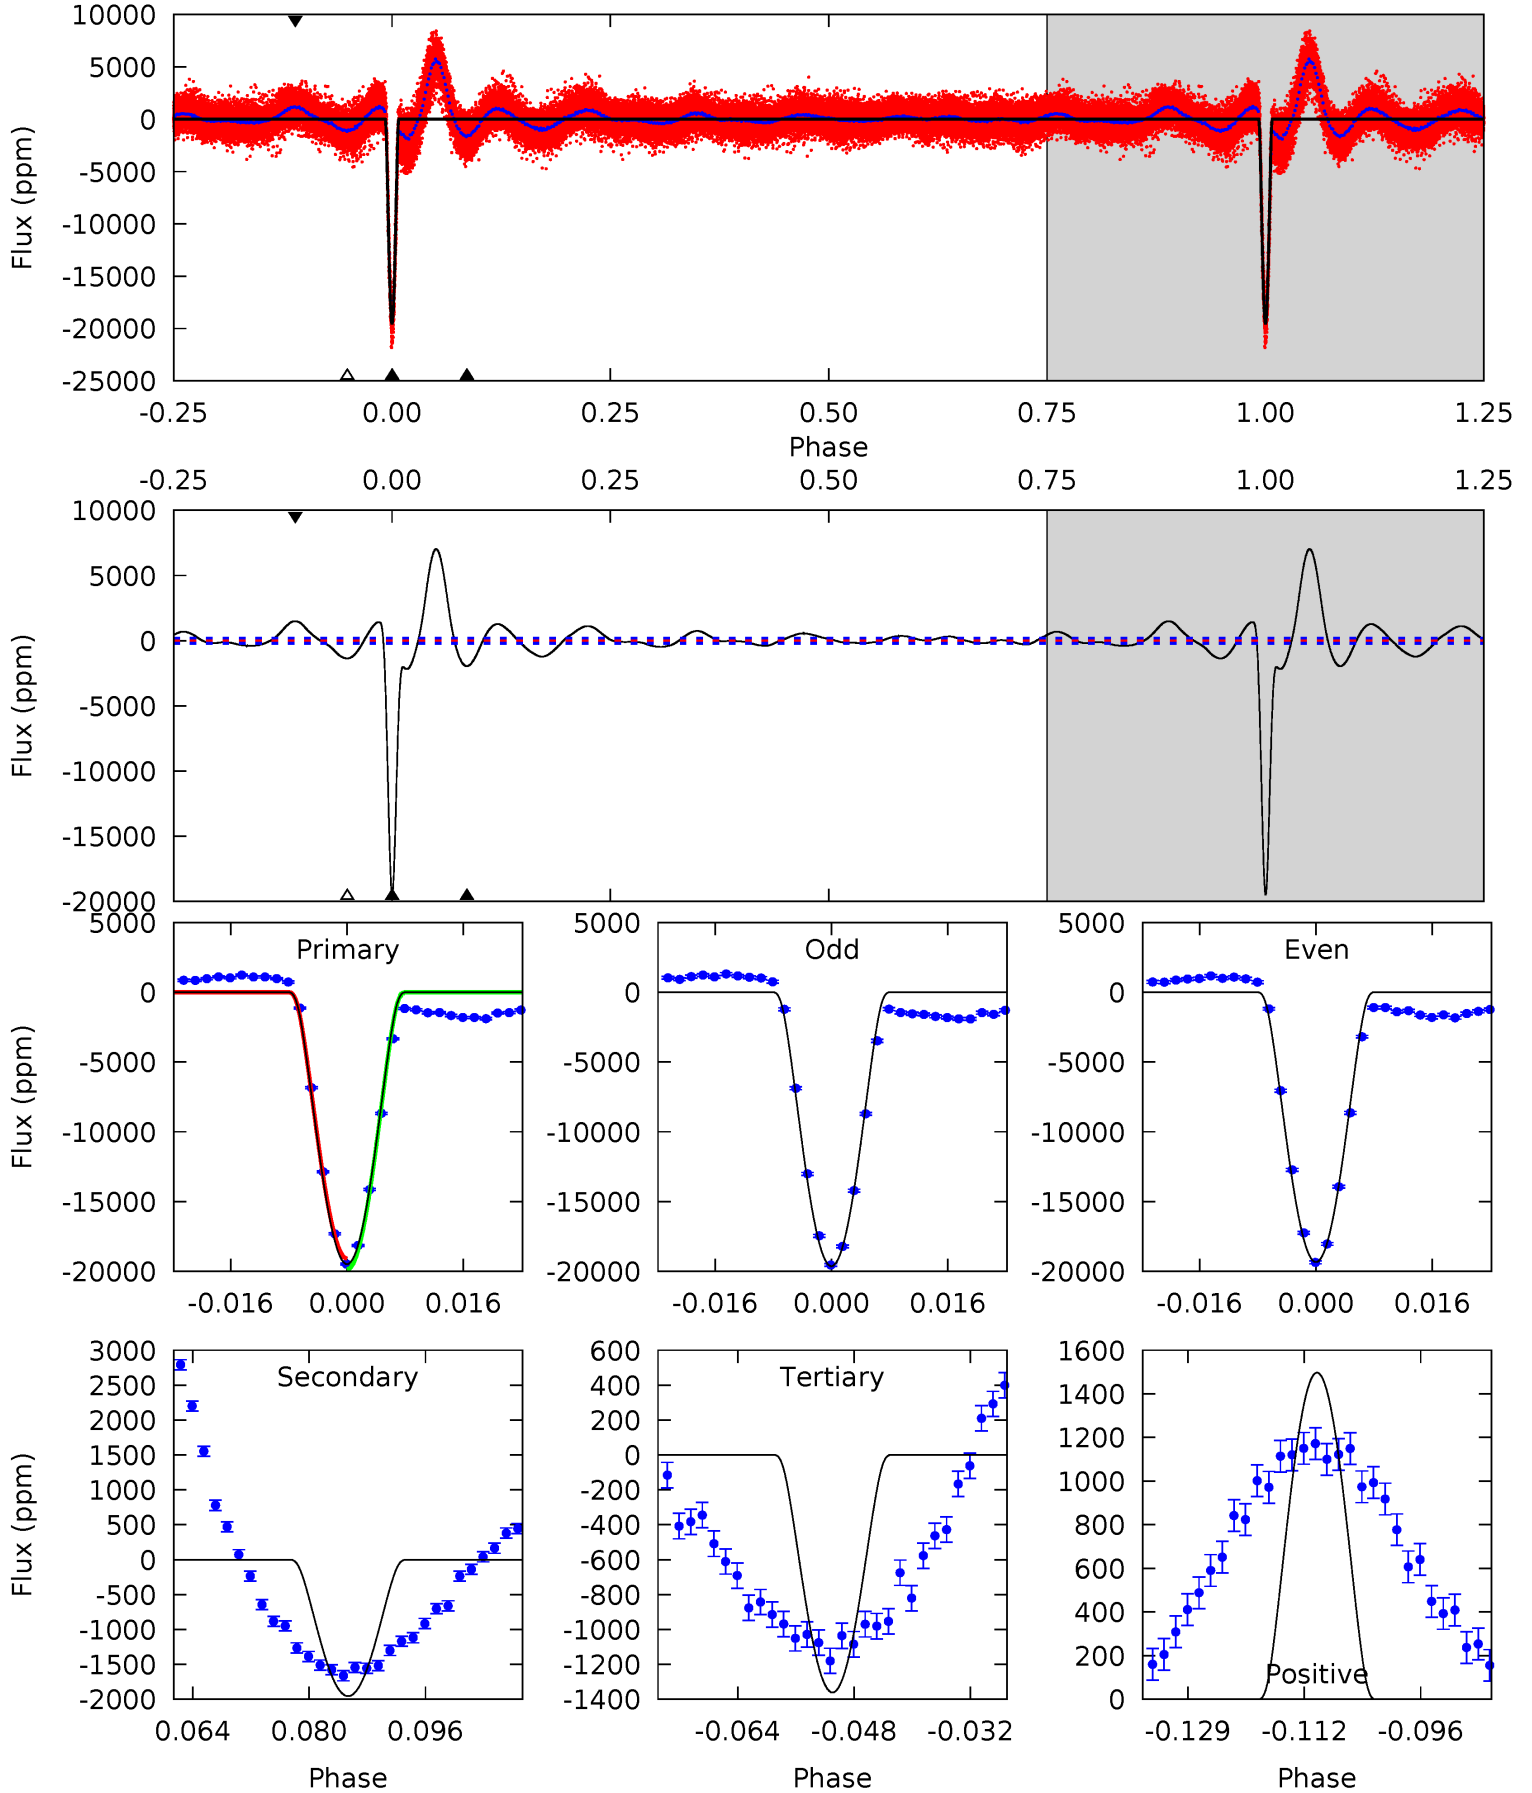 10000
5000
0
-5000
-10000
-15000
-20000
-25000
Flux (ppm)
-0.25 0.00 0.25 0.50 0.75 1.00 1.25
Phase
-0.25 0.00 0.25 0.50 0.75 1.00 1.25
10000
5000
0
-5000
-10000
-15000
-20000
Flux (ppm)
Primary
5000
0
-5000
-10000
-15000
-20000
Flux (ppm)
-0.016 0.000 0.016
Odd
5000
0
-5000
-10000
-15000
-20000
-0.016 0.000 0.016
Even
5000
0
-5000
-10000
-15000
-20000
-0.016 0.000 0.016
Secondary
3000
2500
2000
1500
1000
500
0
-500
-1000
-1500
-2000
Flux (ppm)
0.064 0.080 0.096
Phase
Tertiary
600
400
200
0
-200
-400
-600
-800
-1000
-1200
-1400
-0.064 -0.048 -0.032
Phase
1600
1400
1200
1000
800
600
400
200
0
Positive
-0.129 -0.112 -0.096
Phase